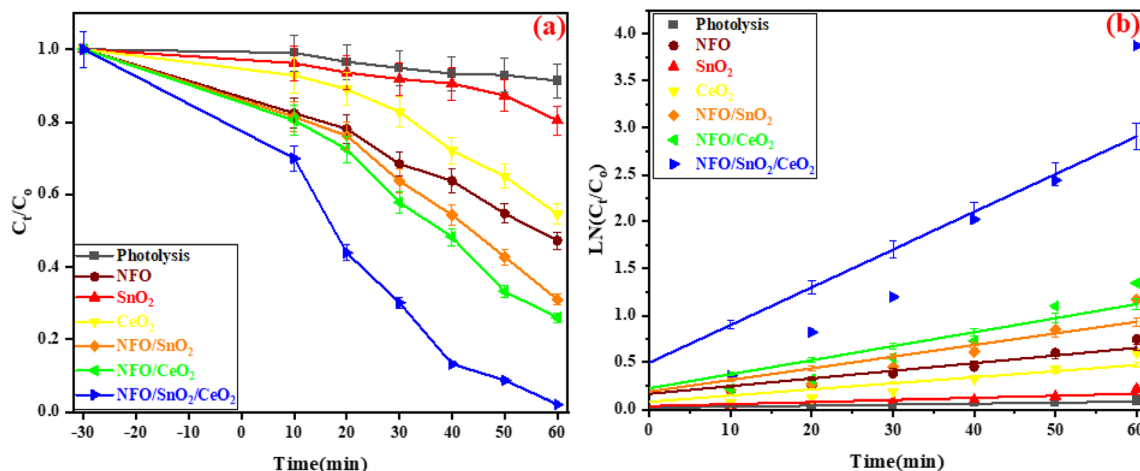 (a)
1.0
0.8
0.6
0.4
0.2
0.0
Cₜ/Cₒ
Photolysis
NFO
SnO₂
CeO₂
NFO/SnO₂
NFO/CeO₂
NFO/SnO₂/CeO₂
-30 -20 -10 0 10 20 30 40 50 60
Time(min)
(b)
4.0
3.5
3.0
2.5
2.0
1.5
1.0
0.5
0.0
LN(Cₜ/Cₒ)
Photolysis
NFO
SnO₂
CeO₂
NFO/SnO₂
NFO/CeO₂
NFO/SnO₂/CeO₂
0 10 20 30 40 50 60
Time(min)